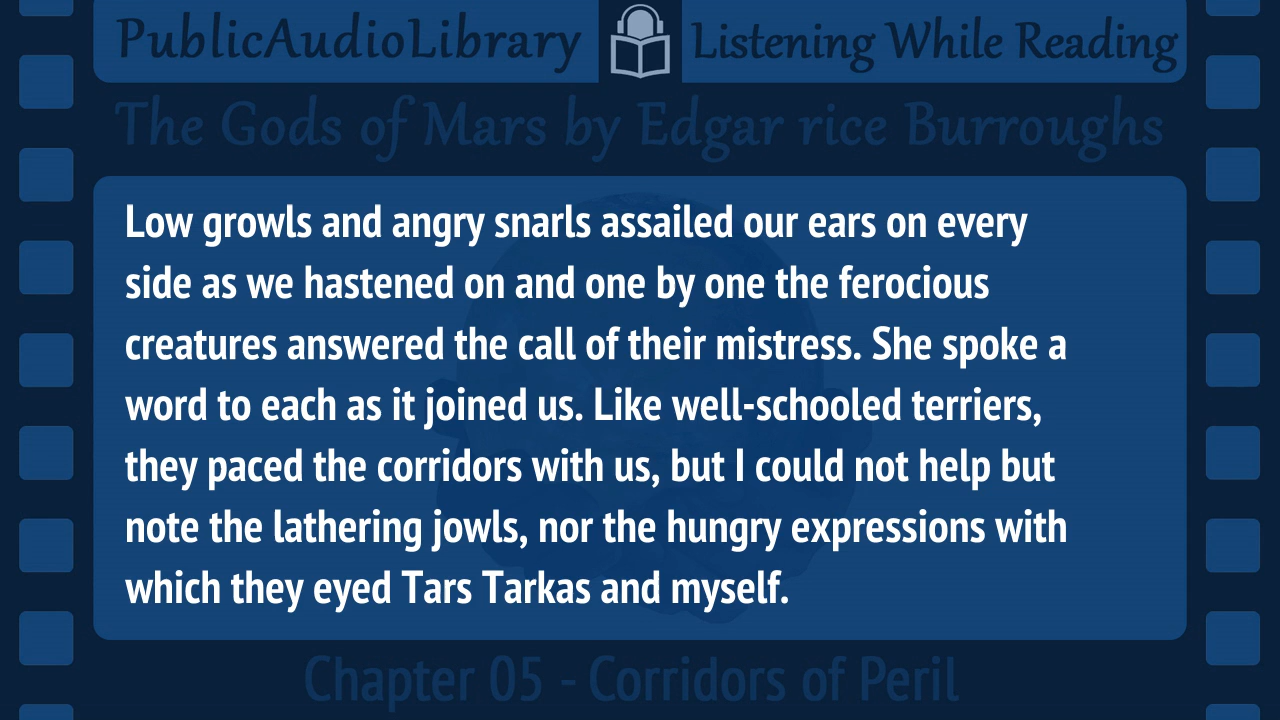 PublicAudioLibrary Listening While Reading
The Gods of Mars by Edgar rice Burroughs
Low growls and angry snarls assailed our ears on every
side as we hastened on and one by one the ferocious
creatures answered the call of their mistress. She spoke a
word to each as it joined us. Like well-schooled terriers,
they paced the corridors with us, but I could not help but
note the lathering jowls, nor the hungry expressions with
which they eyed Tars Tarkas and myself.
Chapter 05 - Corridors of Peril